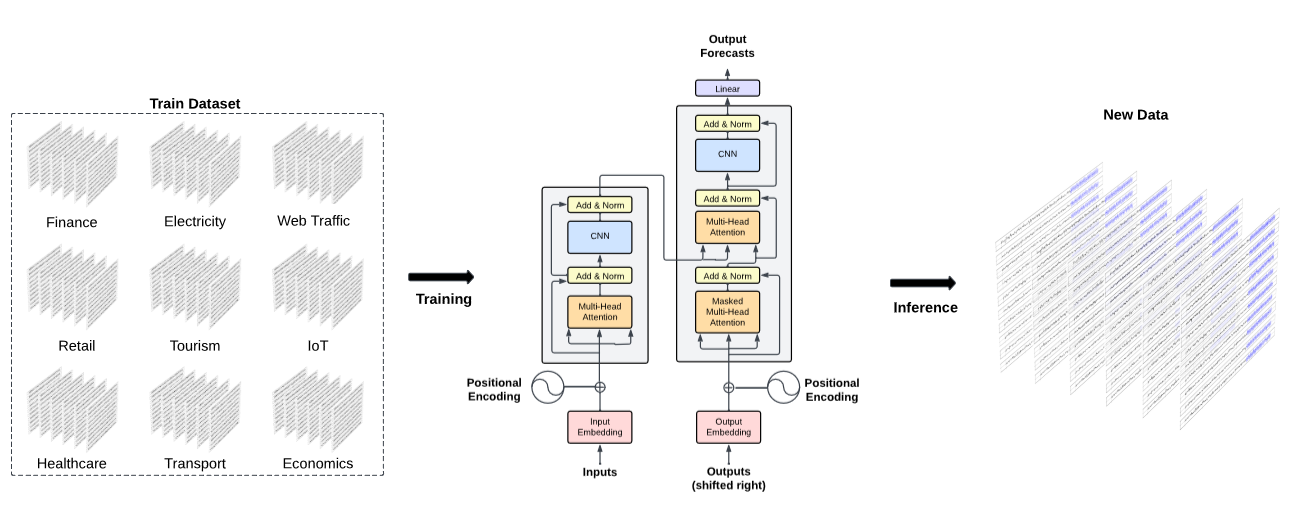 Train Dataset
Finance
Electricity
Web Traffic
Retail
Tourism
IoT
Healthcare
Transport
Economics
Training
Output
Forecasts
Linear
Add & Norm
CNN
Add & Norm
Multi-Head
Attention
Add & Norm
Masked
Multi-Head
Attention
Add & Norm
CNN
Add & Norm
Multi-Head
Attention
Positional
Encoding
Positional
Encoding
Input
Embedding
Output
Embedding
Inputs
Outputs
(shifted right)
Inference
New Data